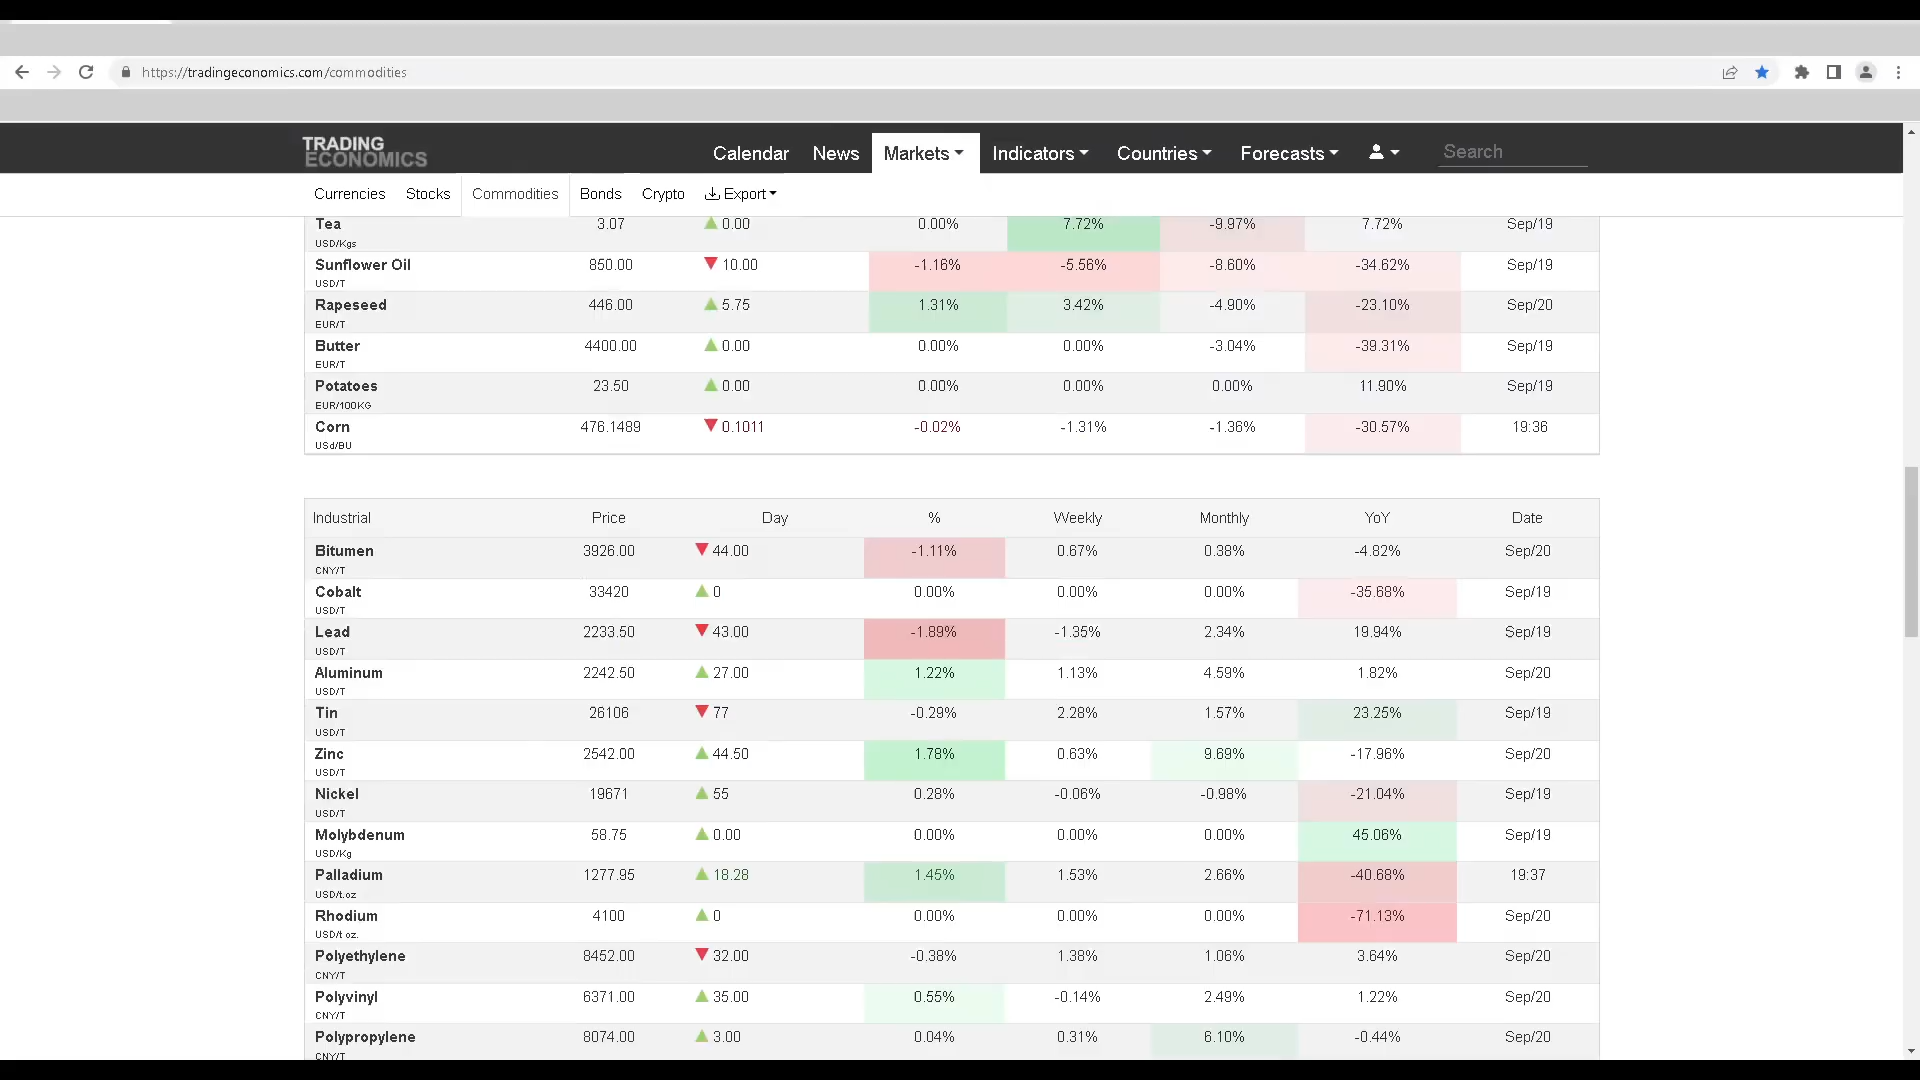 https://tradingeconomics.com/commodities
TRADING
ECONOMICS
Calendar News Markets Indicators Countries Forecasts Search
Currencies Stocks Commodities Bonds Crypto Export
Tea 3.07 0.00 0.00% 7.72% -9.97% 7.72% Sep/19
USD/Kgs
Sunflower Oil 850.00 10.00 -1.16% -5.56% -8.60% -34.62% Sep/19
USD/T
Rapeseed 446.00 5.75 1.31% 3.42% -4.90% -23.10% Sep/20
EUR/T
Butter 4400.00 0.00 0.00% 0.00% -3.04% -39.31% Sep/19
EUR/T
Potatoes 23.50 0.00 0.00% 0.00% 0.00% 11.90% Sep/19
EUR/100KG
Corn 476.1489 0.1011 -0.02% -1.31% -1.36% -30.57% 19:36
USd/BU
Industrial Price Day % Weekly Monthly YoY Date
Bitumen 3926.00 44.00 -1.11% 0.67% 0.38% -4.82% Sep/20
CNY/T
Cobalt 33420 0 0.00% 0.00% 0.00% -35.68% Sep/19
USD/T
Lead 2233.50 43.00 -1.89% -1.35% 2.34% 19.94% Sep/19
USD/T
Aluminum 2242.50 27.00 1.22% 1.13% 4.59% 1.82% Sep/20
USD/T
Tin 26106 77 -0.29% 2.28% 1.57% 23.25% Sep/19
USD/T
Zinc 2542.00 44.50 1.78% 0.63% 9.69% -17.96% Sep/20
USD/T
Nickel 19671 55 0.28% -0.06% -0.98% -21.04% Sep/19
USD/T
Molybdenum 58.75 0.00 0.00% 0.00% 0.00% 45.06% Sep/19
USD/Kg
Palladium 1277.95 18.28 1.45% 1.53% 2.66% -40.68% 19:37
USD/t.oz
Rhodium 4100 0 0.00% 0.00% 0.00% -71.13% Sep/20
USD/t oz.
Polyethylene 8452.00 32.00 -0.38% 1.38% 1.06% 3.64% Sep/20
CNY/T
Polyvinyl 6371.00 35.00 0.55% -0.14% 2.49% 1.22% Sep/20
CNY/T
Polypropylene 8074.00 3.00 0.04% 0.31% 6.10% -0.44% Sep/20
CNY/T